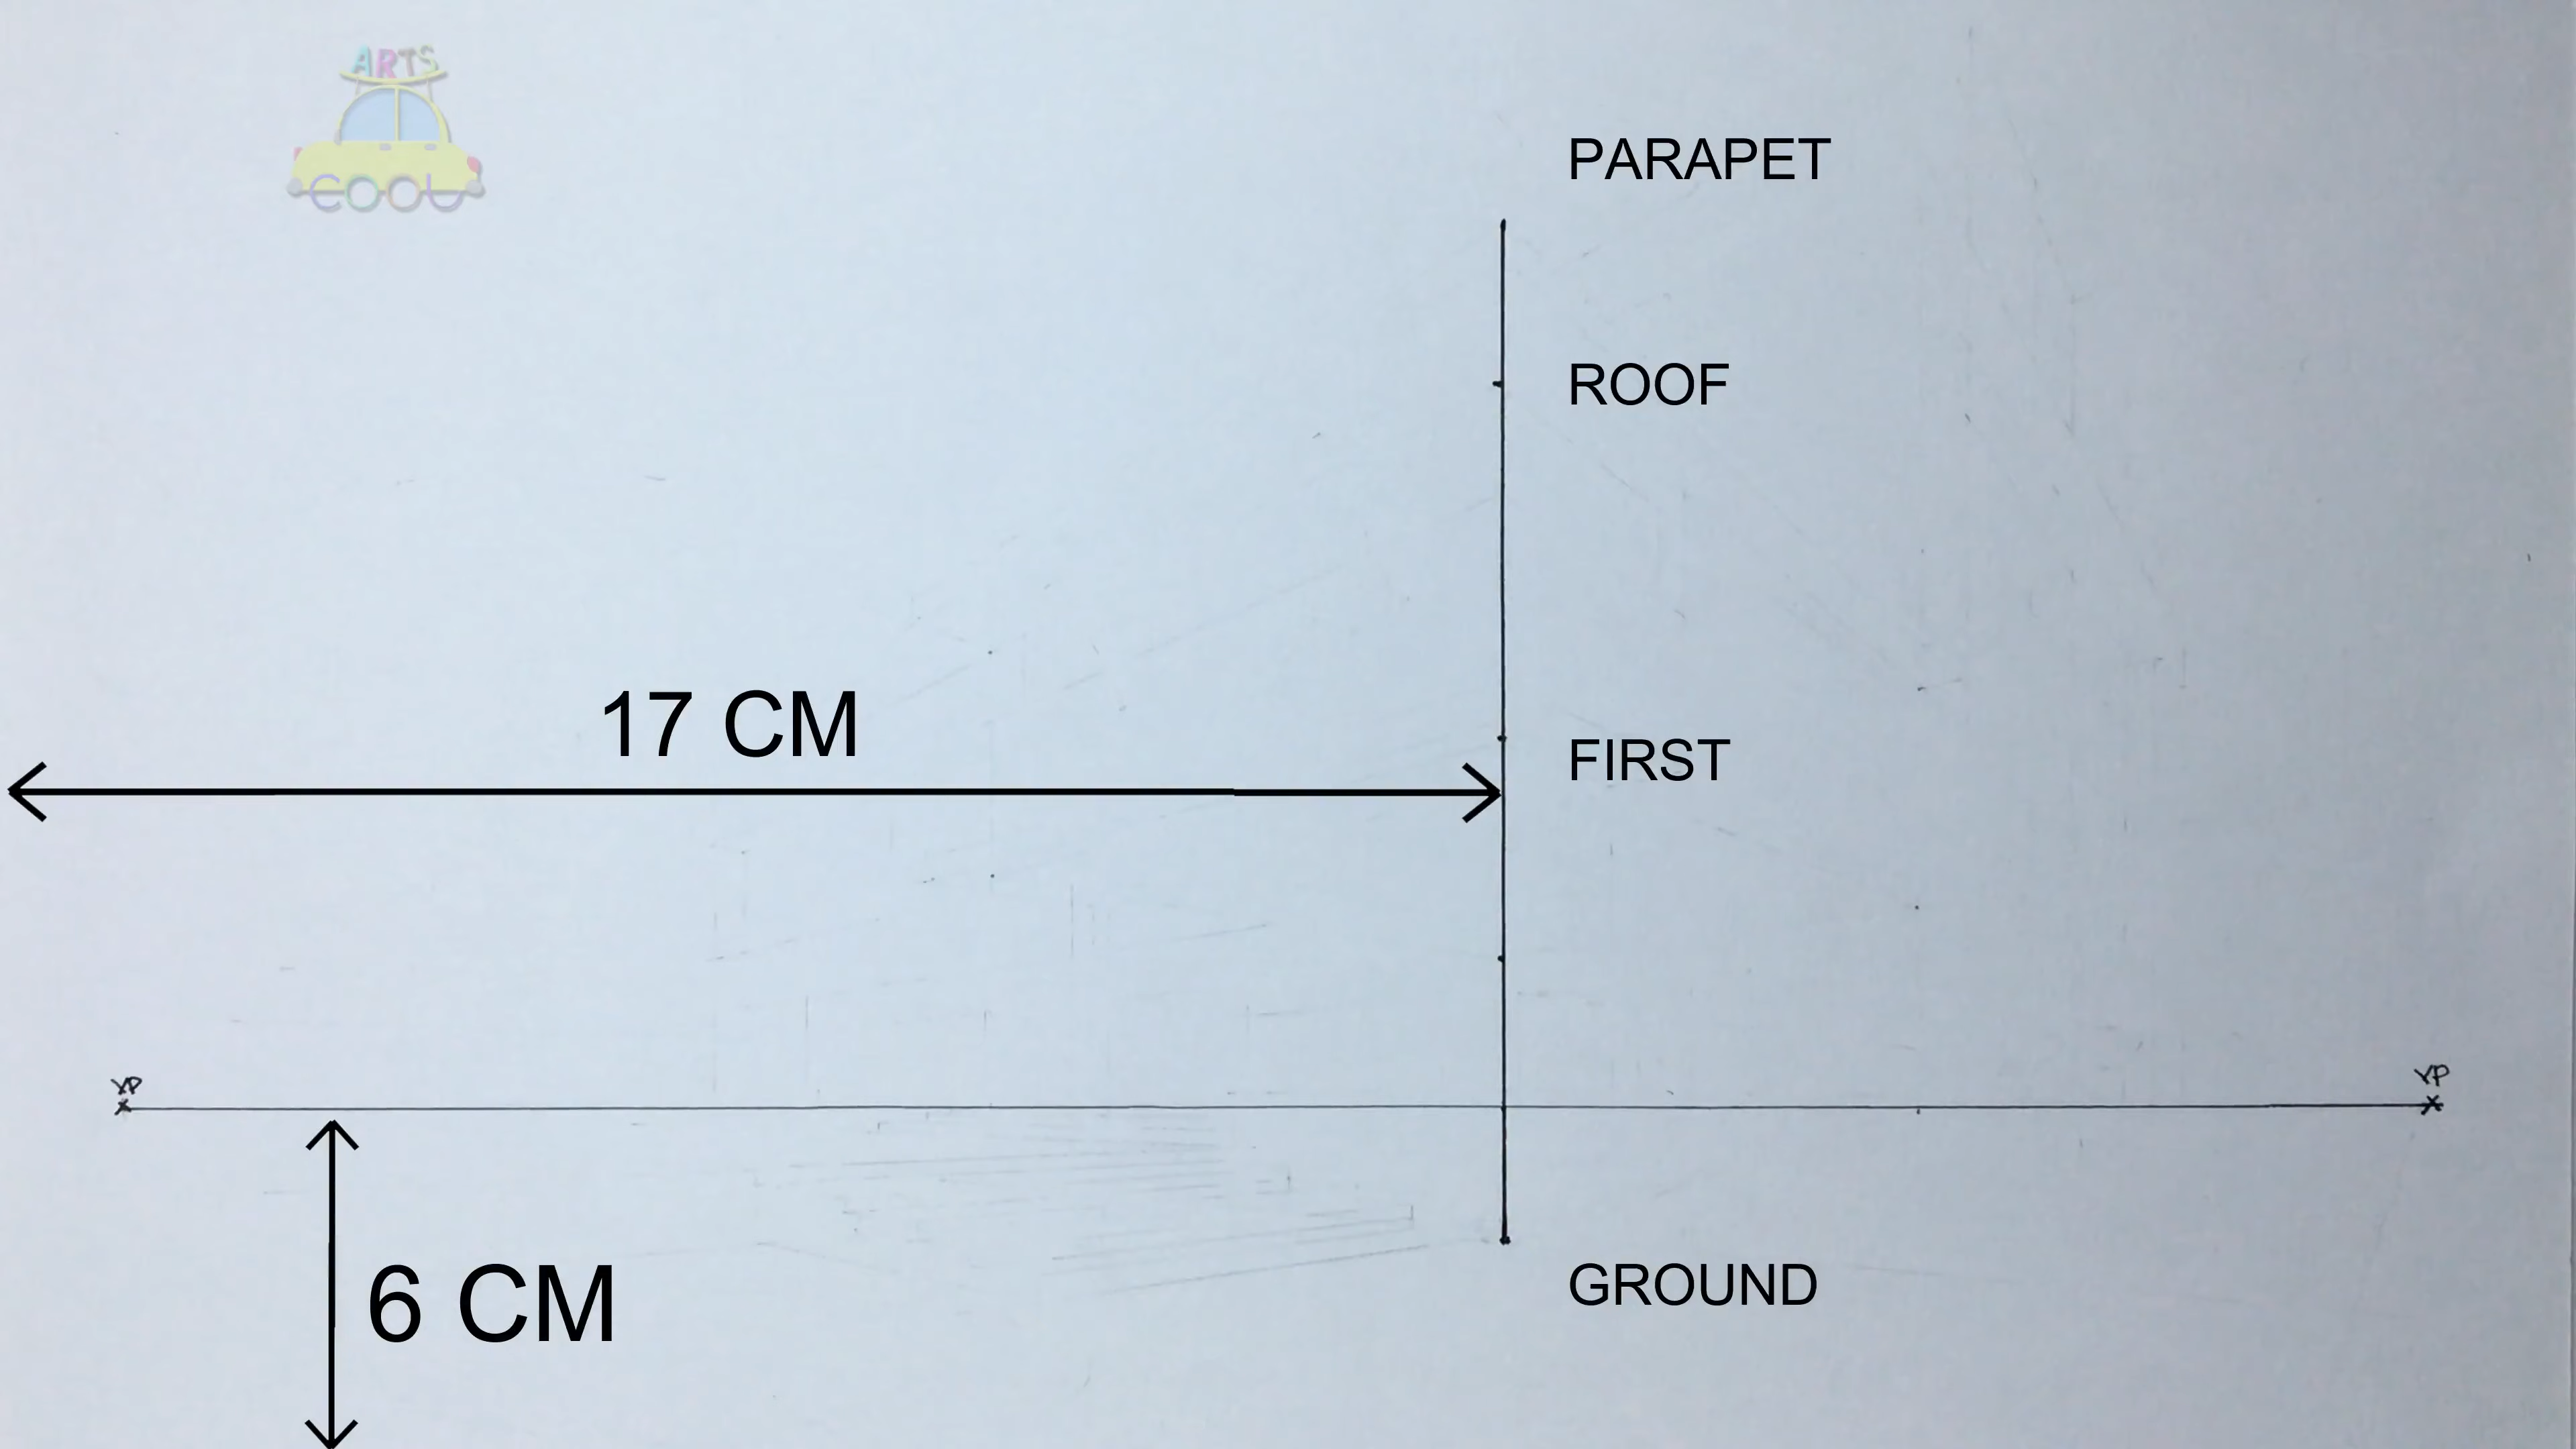 ARTS
COOL
PARAPET
ROOF
17 CM
FIRST
VP
VP
6 CM
GROUND